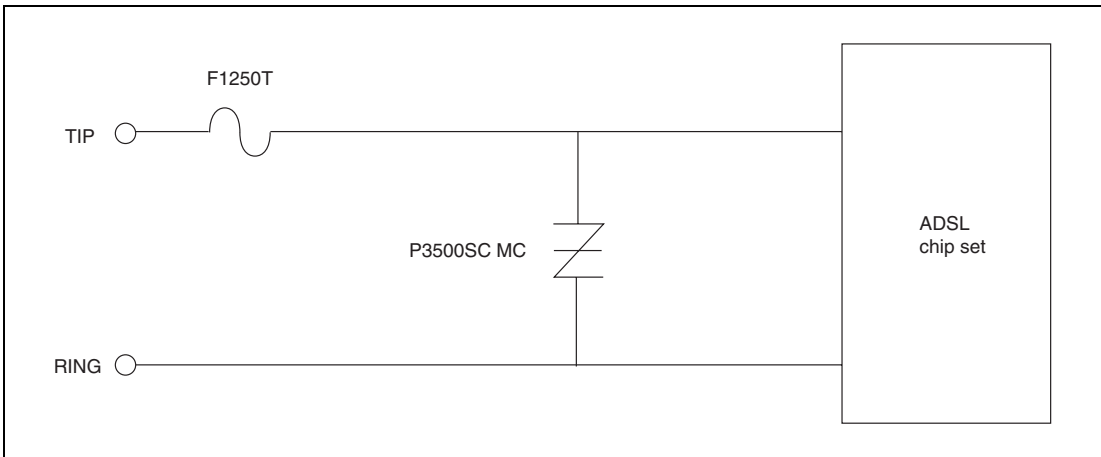 F1250T
TIP
P3500SC MC
ADSL
chip set
RING